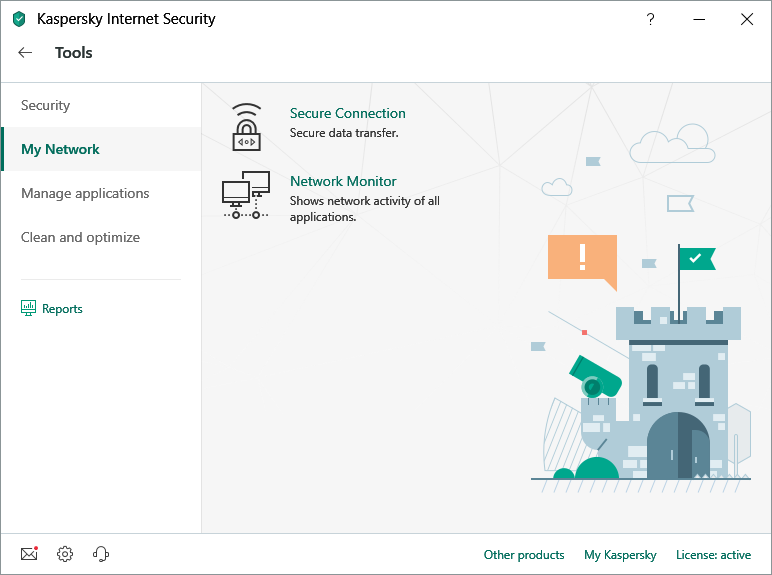 Kaspersky Internet Security
?
Tools
Security
My Network
Manage applications
Clean and optimize
Reports
Secure Connection
Secure data transfer.
Network Monitor
Shows network activity of all
applications.
!
Other products
My Kaspersky
License: active